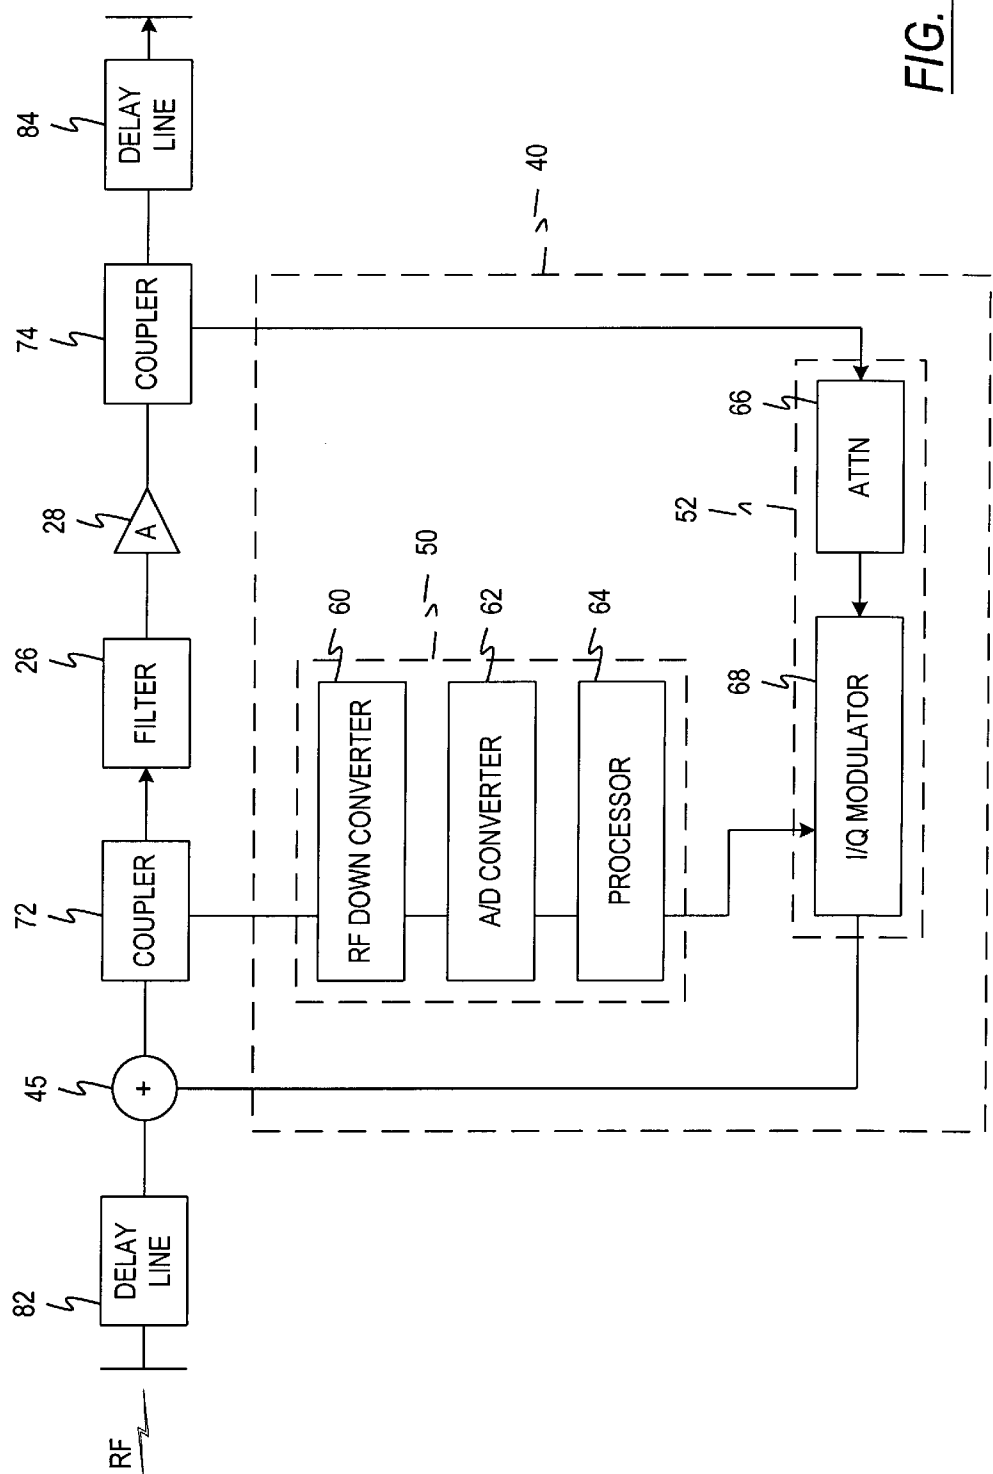 RF
82
DELAY
LINE
45
+
72
COUPLER
26
FILTER
28
A
74
COUPLER
84
DELAY
LINE
40
50
60
RF DOWN CONVERTER
62
A/D CONVERTER
64
PROCESSOR
52
68
I/Q MODULATOR
66
ATTN
FIG.